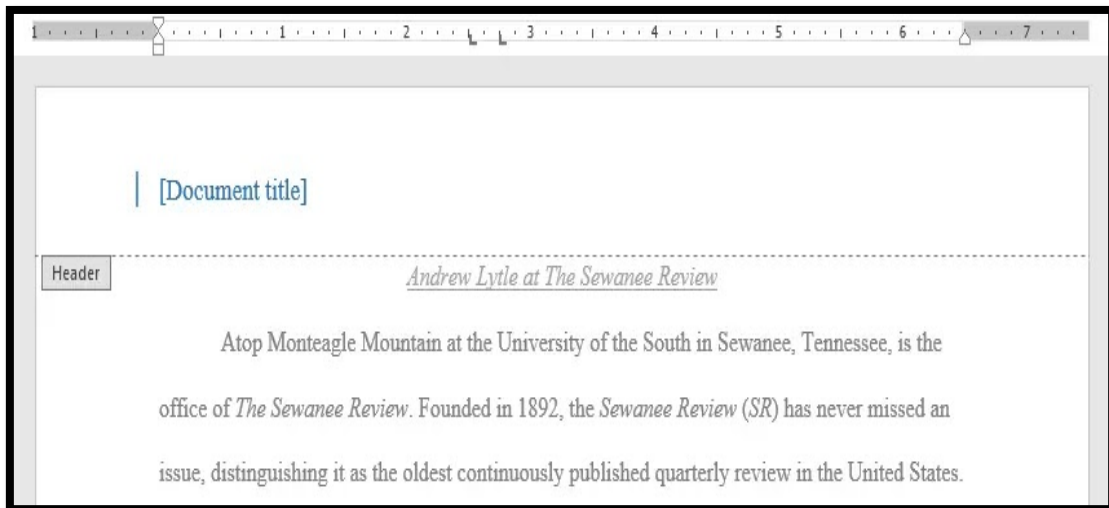 1 1 2 3 4 5 6 7
[Document title]
Header
Andrew Lytle at The Sewanee Review
Atop Monteagle Mountain at the University of the South in Sewanee, Tennessee, is the
office of The Sewanee Review. Founded in 1892, the Sewanee Review (SR) has never missed an
issue, distinguishing it as the oldest continuously published quarterly review in the United States.